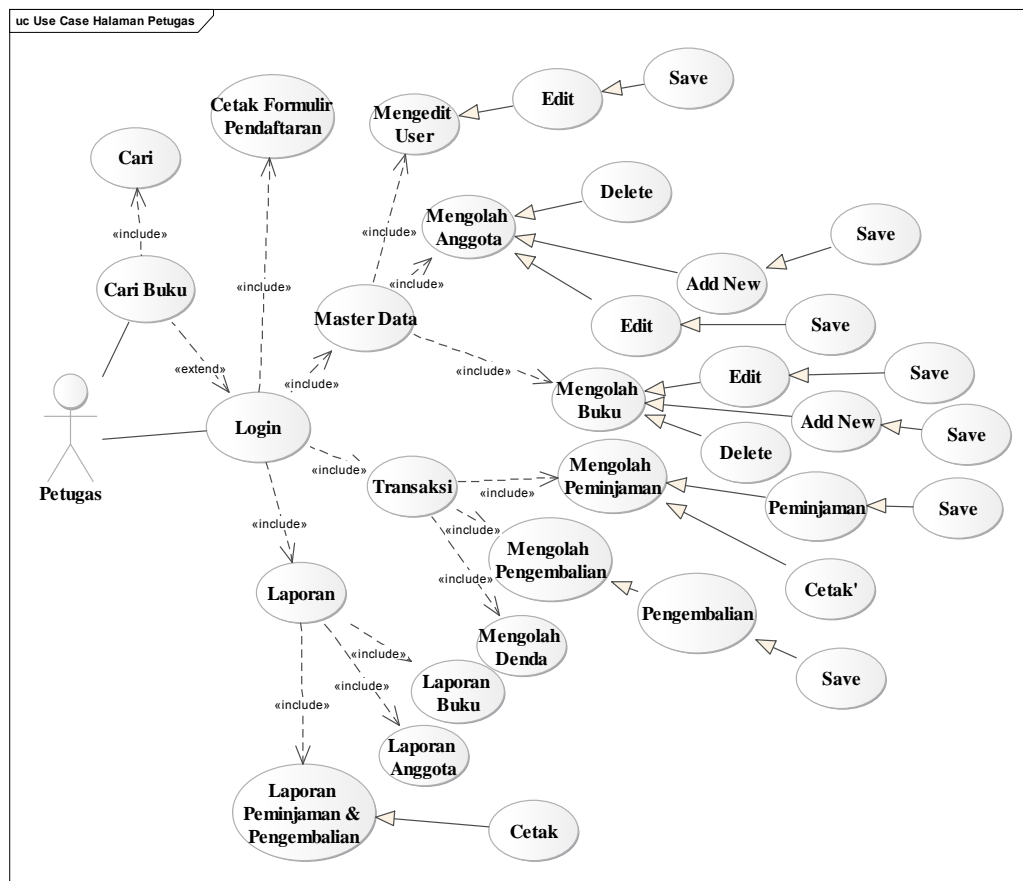 uc Use Case Halaman Petugas
Save
Edit
Mengedit
User
Cetak Formulir
Pendaftaran
Cari
Delete
Mengolah
Anggota
Save
«include»
Cari Buku
«include»
«include»
«include»
Add New
Master Data
Edit
Save
«extend»
«include»
«include»
Mengolah
Buku
Edit
Save
Add New
Save
Login
Delete
Petugas
«include»
Transaksi
«include»
Mengolah
Peminjaman
Peminjaman
Save
«include»
«include»
Mengolah
Pengembalian
«include»
Cetak'
Laporan
Pengembalian
Mengolah
Denda
Save
«include»
«include»
«include»
Laporan
Buku
Laporan
Anggota
Laporan
Peminjaman &
Pengembalian
Cetak